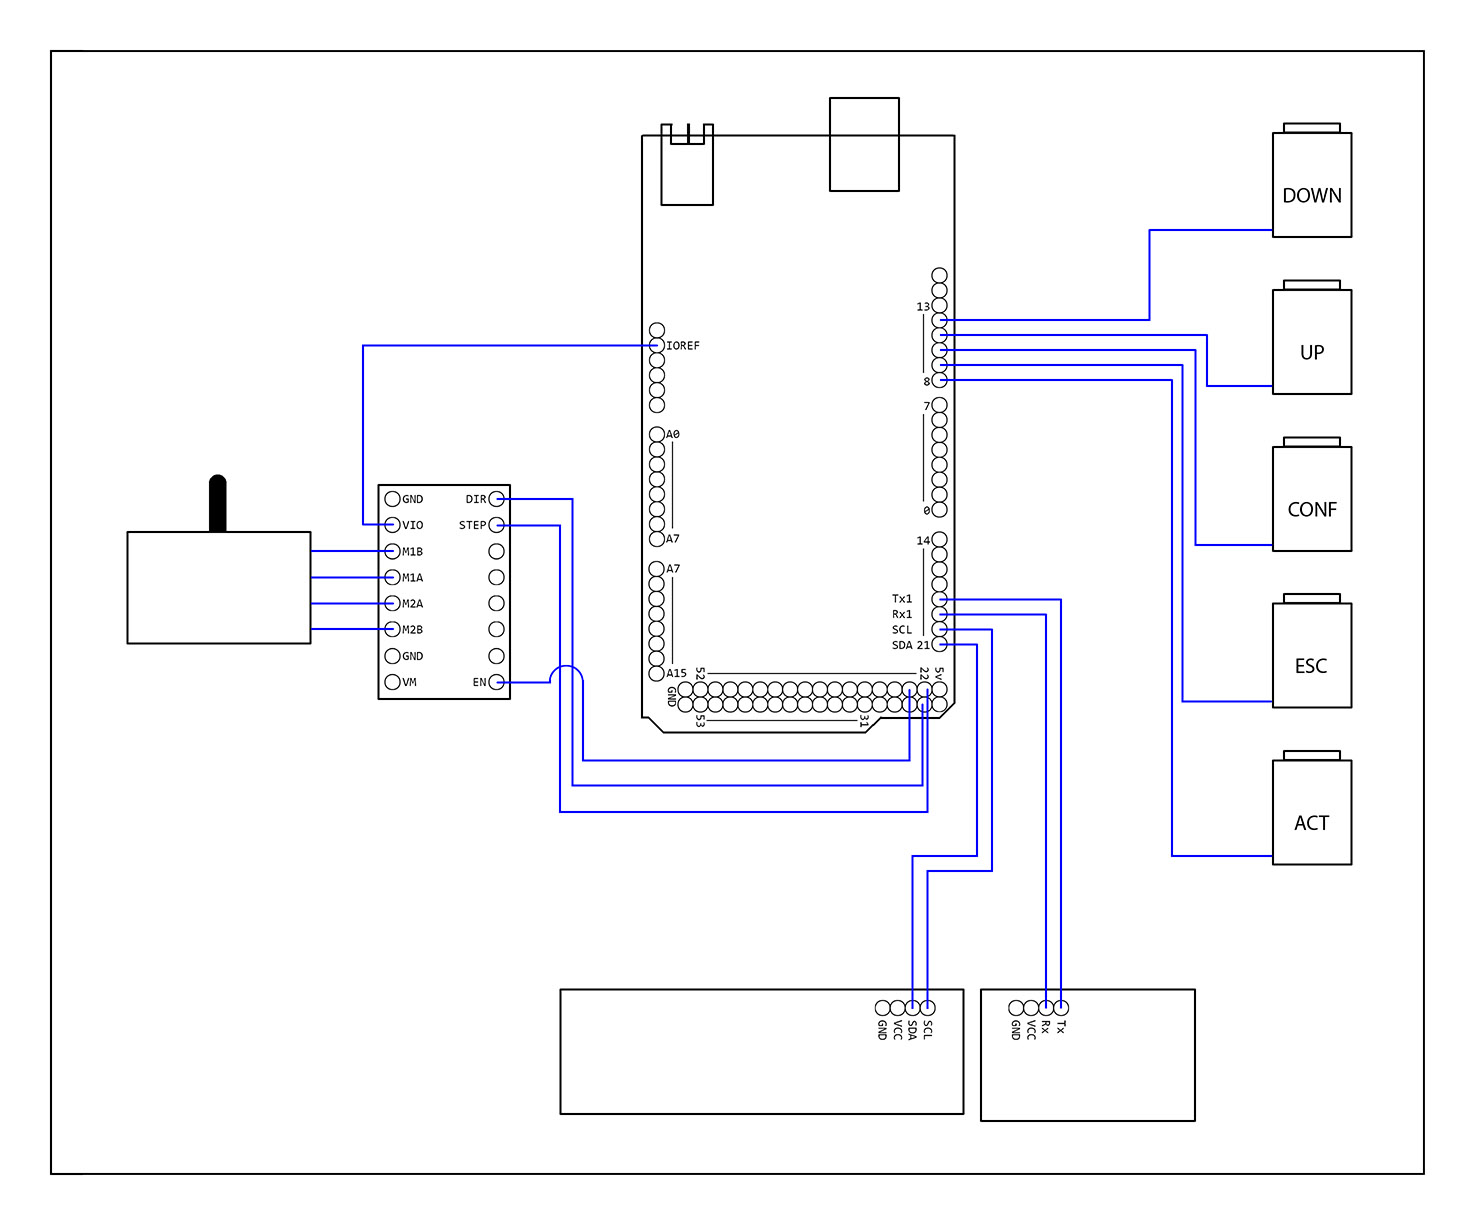 DOWN
UP
CONF
ESC
ACT
13
8
7
0
14
Tx1
Rx1
SCL
SDA 21
IOREF
A0
A7
A7
A15
52
22
5v
GND
53
31
GND
VIO
M1B
M1A
M2A
M2B
GND
VM
DIR
STEP
EN
GND
VCC
SDA
SCL
GND
VCC
Rx
Tx